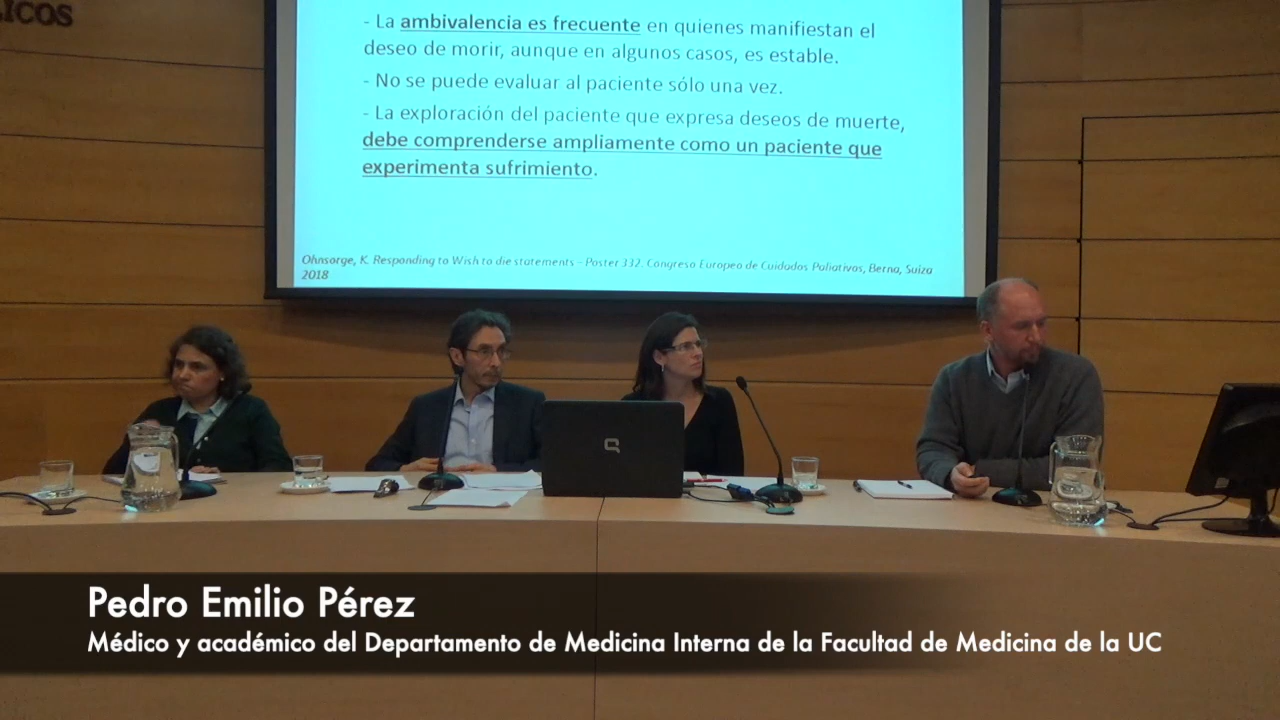 LICOS
- La ambivalencia es frecuente en quienes manifiestan el
deseo de morir, aunque en algunos casos, es estable.
- No se puede evaluar al paciente sólo una vez.
- La exploración del paciente que expresa deseos de muerte,
debe comprenderse ampliamente como un paciente que
experimenta sufrimiento.
Ohnsorge, K. Responding to Wish to die statements – Poster 332. Congreso Europeo de Cuidados Paliativos, Berna, Suiza
2018
Pedro Emilio Pérez
Médico y académico del Departamento de Medicina Interna de la Facultad de Medicina de la UC